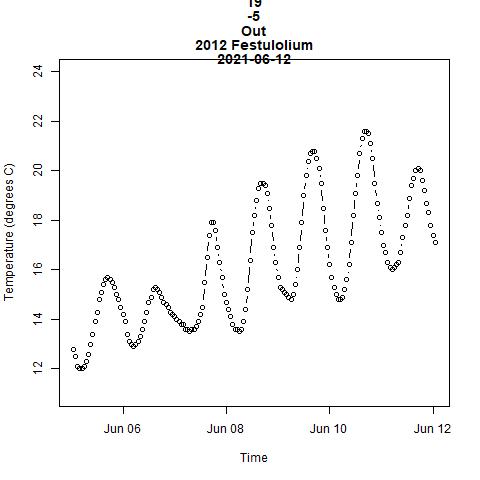 19
-5
Out
2012 Festulolium
2021-06-12
Temperature (degrees C)
24
22
20
18
16
14
12
Jun 06
Jun 08
Jun 10
Jun 12
Time